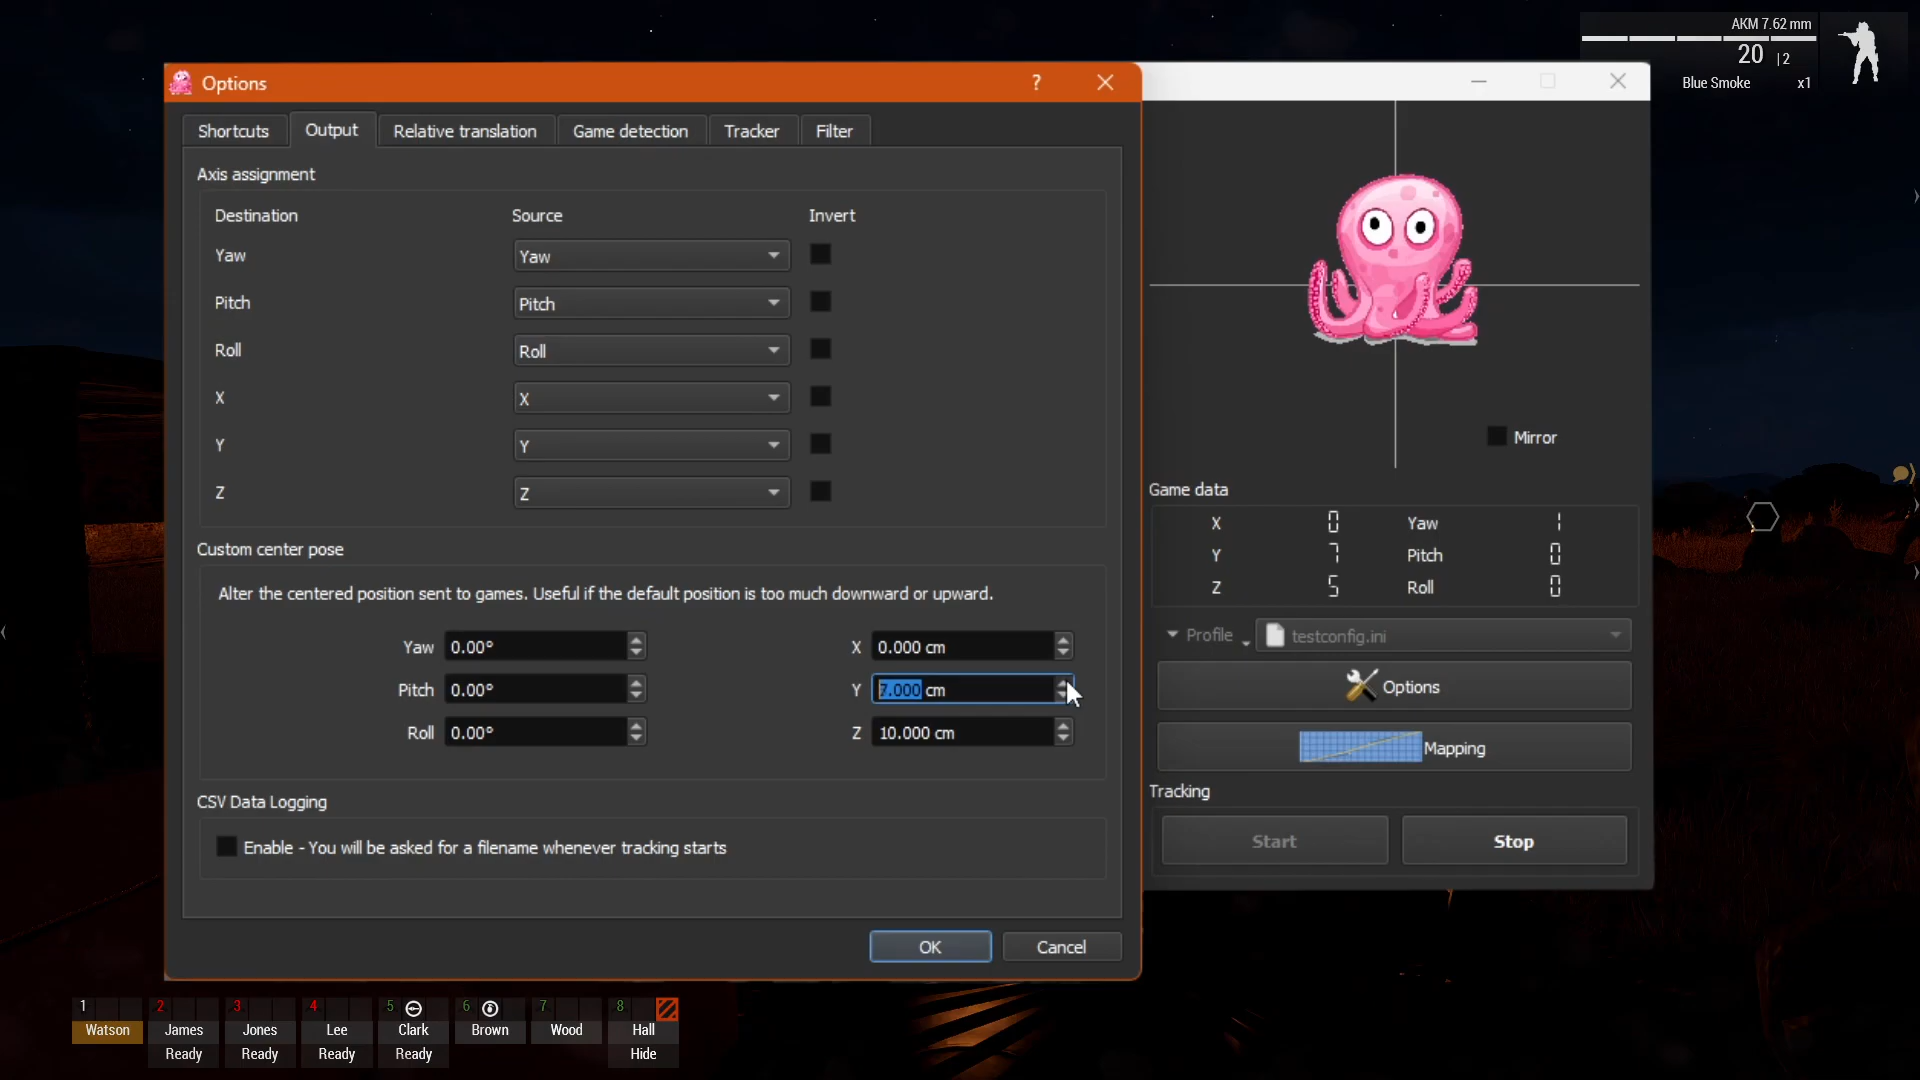 AKM 7.62 mm
20 |2
Blue Smoke x1
Options ?
Shortcuts Output Relative translation Game detection Tracker Filter
Axis assignment
Destination Source Invert
Yaw Yaw
Pitch Pitch
Roll Roll
X X
Y Y
Z Z
Custom center pose
Alter the centered position sent to games. Useful if the default position is too much downward or upward.
Yaw 0.00° X 0.000 cm
Pitch 0.00° Y 7.000 cm
Roll 0.00° Z 10.000 cm
CSV Data Logging
Enable - You will be asked for a filename whenever tracking starts
OK Cancel
Mirror
Game data
X 0 Yaw 1
Y 7 Pitch 0
Z 5 Roll 0
Profile testconfig.ini
Options
Mapping
Tracking
Start Stop
1 2 3 4 5 6 7 8
Watson James Jones Lee Clark Brown Wood Hall
Ready Ready Ready Ready Hide